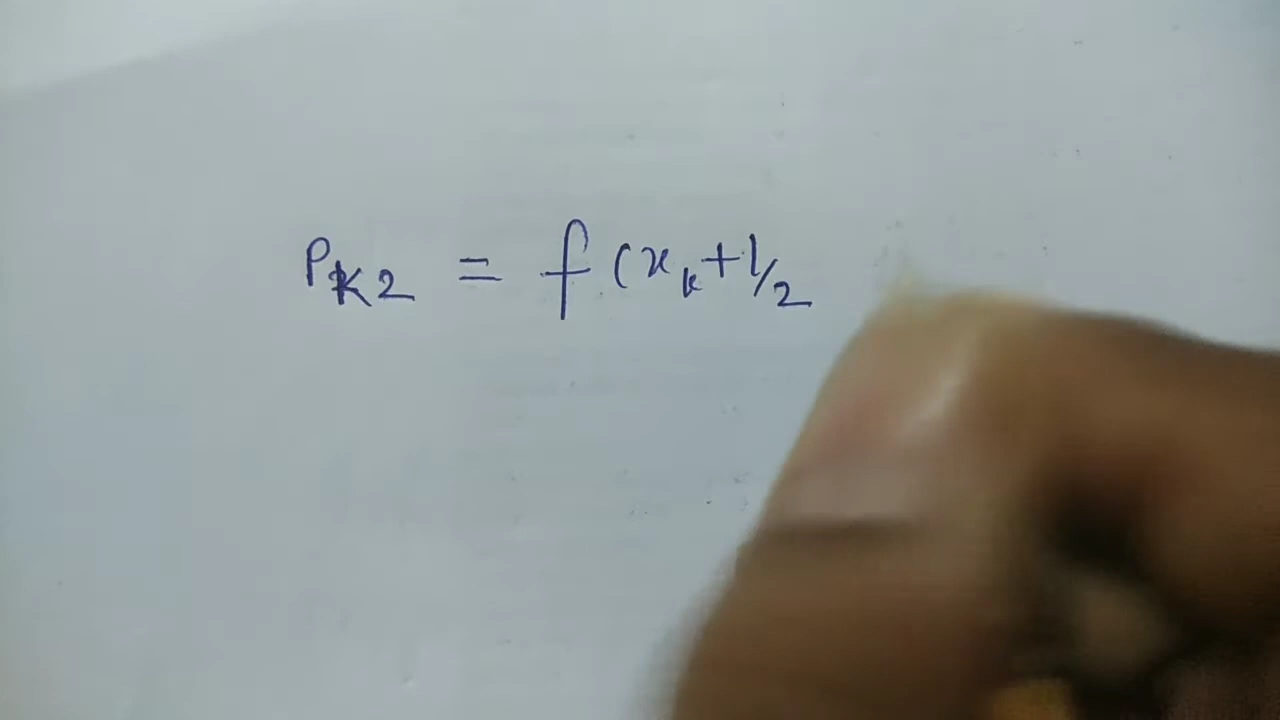 Pk2 = f (xk+1/2